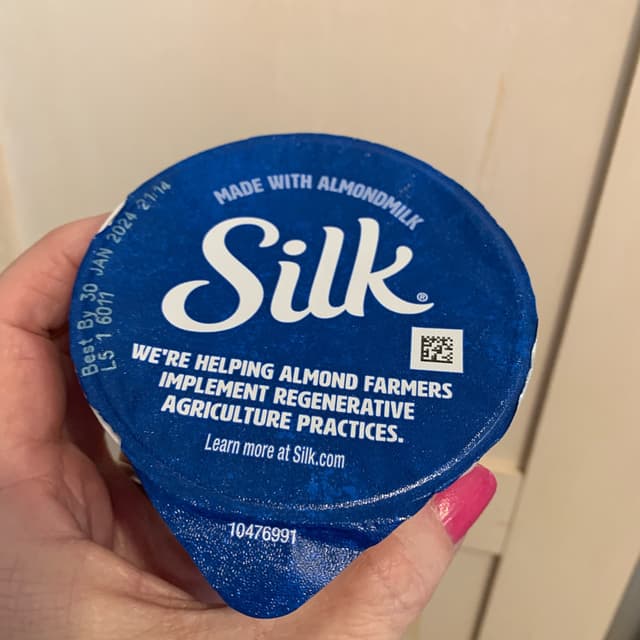 MADE WITH ALMONDMILK
Silk®
WE'RE HELPING ALMOND FARMERS
IMPLEMENT REGENERATIVE
AGRICULTURE PRACTICES.
Learn more at Silk.com
10476991
Best By 30 JAN 2024 21:14
L5 1 6011